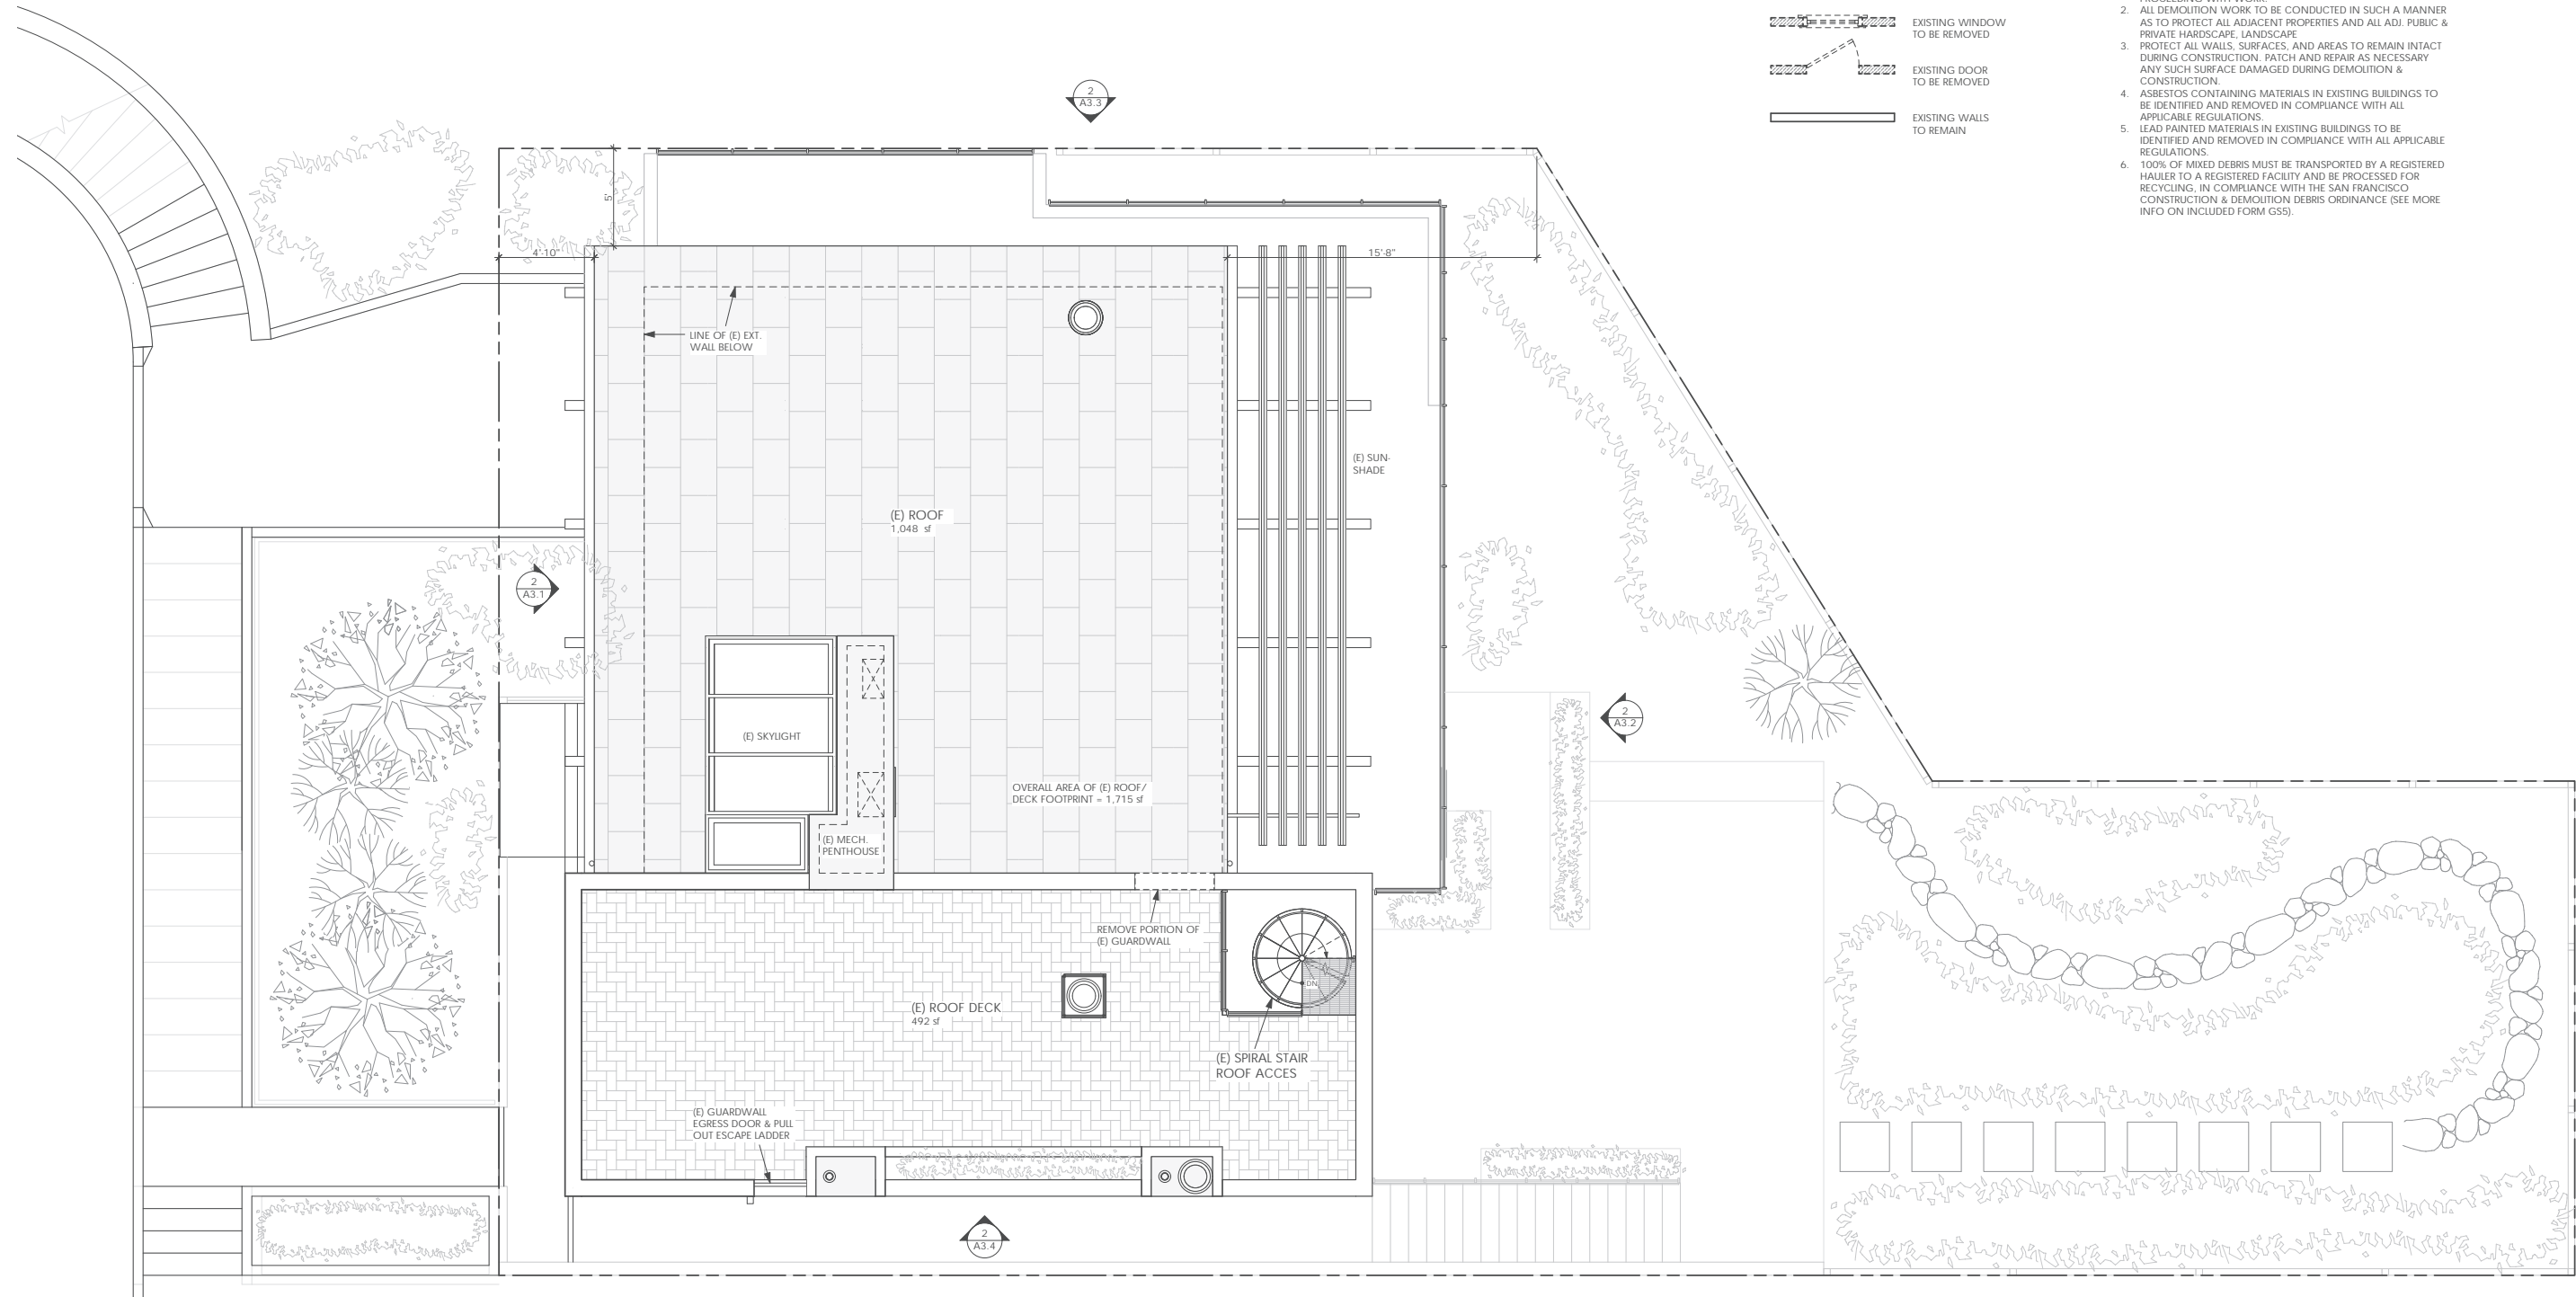 EXISTING WINDOW
TO BE REMOVED
EXISTING DOOR
TO BE REMOVED
EXISTING WALLS
TO REMAIN
PROCEEDING WITH WORK.
2. ALL DEMOLITION WORK TO BE CONDUCTED IN SUCH A MANNER
AS TO PROTECT ALL ADJACENT PROPERTIES AND ALL ADJ. PUBLIC &
PRIVATE HARDSCAPE, LANDSCAPE
3. PROTECT ALL WALLS, SURFACES, AND AREAS TO REMAIN INTACT
DURING CONSTRUCTION. PATCH AND REPAIR AS NECESSARY
ANY SUCH SURFACE DAMAGED DURING DEMOLITION &
CONSTRUCTION.
4. ASBESTOS CONTAINING MATERIALS IN EXISTING BUILDINGS TO
BE IDENTIFIED AND REMOVED IN COMPLIANCE WITH ALL
APPLICABLE REGULATIONS.
5. LEAD PAINTED MATERIALS IN EXISTING BUILDINGS TO BE
IDENTIFIED AND REMOVED IN COMPLIANCE WITH ALL APPLICABLE
REGULATIONS.
6. 100% OF MIXED DEBRIS MUST BE TRANSPORTED BY A REGISTERED
HAULER TO A REGISTERED FACILITY AND BE PROCESSED FOR
RECYCLING, IN COMPLIANCE WITH THE SAN FRANCISCO
CONSTRUCTION & DEMOLITION DEBRIS ORDINANCE (SEE MORE
INFO ON INCLUDED FORM GS5).
2
A3.3
5'
4'-10"
15'-8"
LINE OF (E) EXT.
WALL BELOW
(E) SUN-
SHADE
(E) ROOF
1,048 sf
2
A3.1
2
A3.2
(E) SKYLIGHT
OVERALL AREA OF (E) ROOF/
DECK FOOTPRINT = 1,715 sf
(E) MECH.
PENTHOUSE
REMOVE PORTION OF
(E) GUARDWALL
DN
(E) ROOF DECK
492 sf
(E) SPIRAL STAIR
ROOF ACCES
(E) GUARDWALL
EGRESS DOOR & PULL
OUT ESCAPE LADDER
2
A3.4